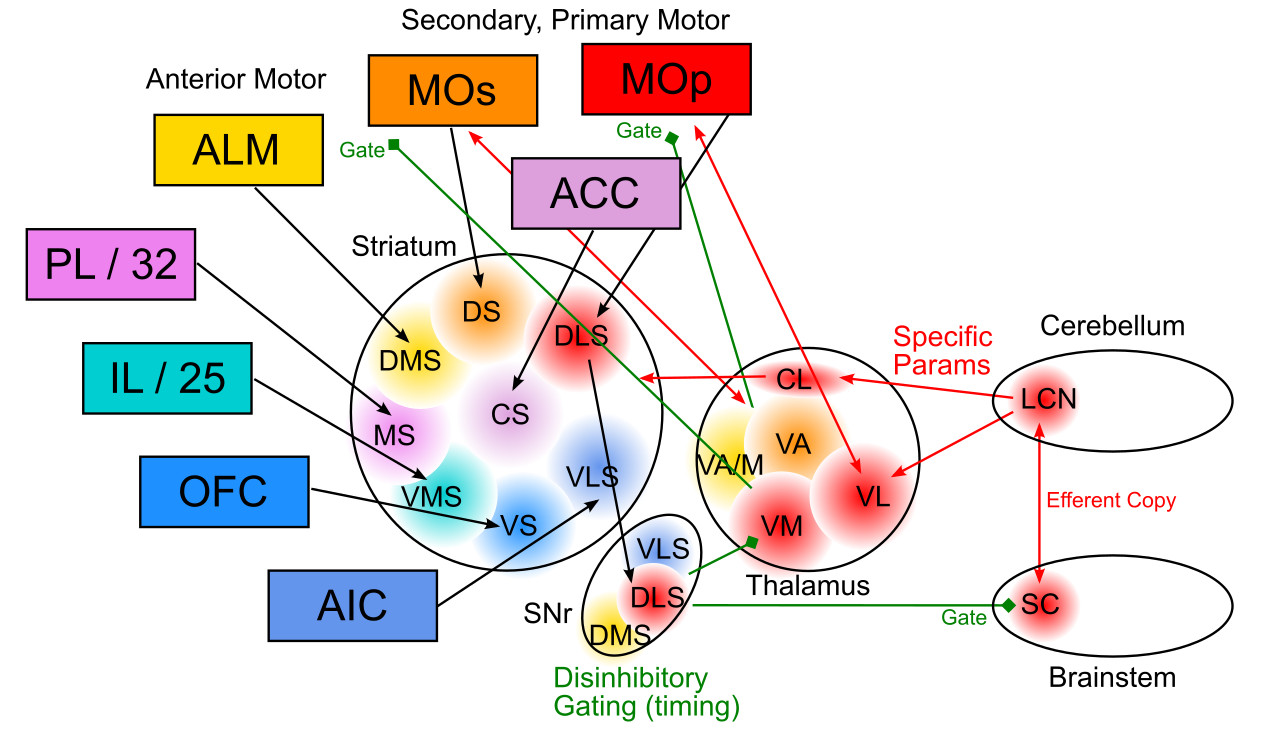 Secondary, Primary Motor
Anterior Motor
MOs
MOp
ALM
Gate
Gate
ACC
PL / 32
Striatum
DS
DLS
DMS
IL / 25
CS
MS
VLS
VMS
VS
OFC
AIC
CL
VA
VA/M
VL
VM
Thalamus
Specific
Params
Cerebellum
LCN
Efferent Copy
SNr
VLS
DLS
DMS
Gate
SC
Brainstem
Disinhibitory
Gating (timing)